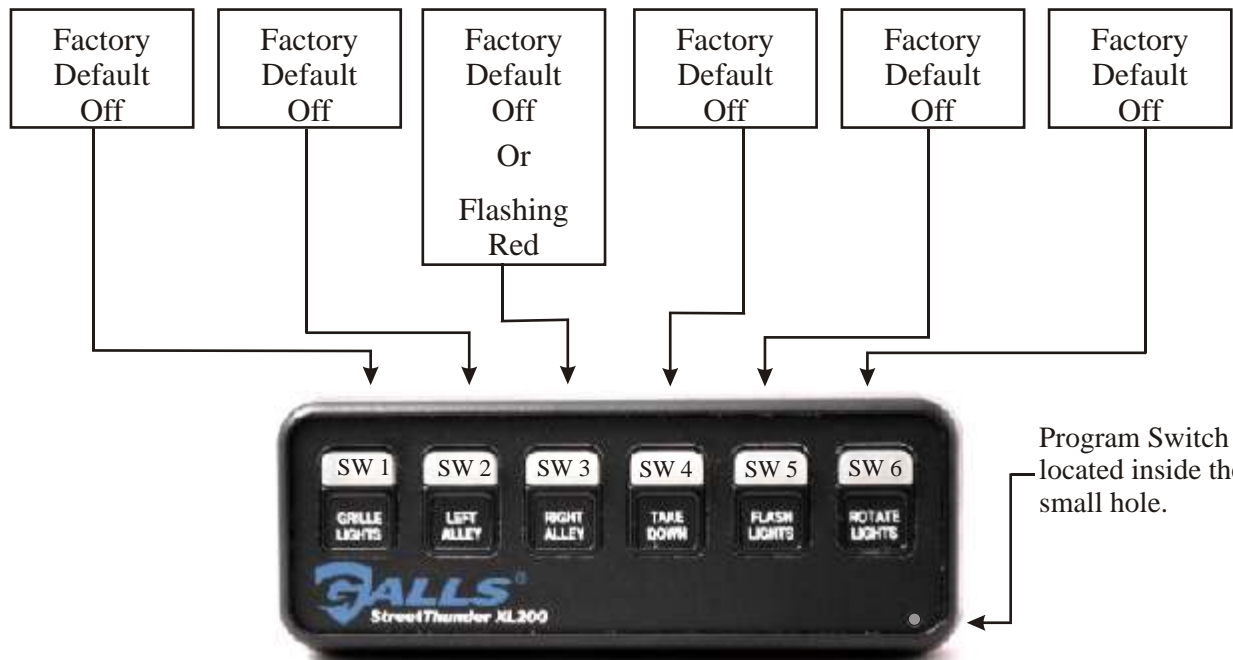 Factory
Default
Off
Factory
Default
Off
Factory
Default
Off
Or
Flashing
Red
Factory
Default
Off
Factory
Default
Off
Factory
Default
Off
SW 1
SW 2
SW 3
SW 4
SW 5
SW 6
GRILLE
LIGHTS
LEFT
ALLEY
RIGHT
ALLEY
TAKE
DOWN
FLASH
LIGHTS
ROTATE
LIGHTS
GALLS®
StreetThunder XL200
Program Switch
located inside the
small hole.